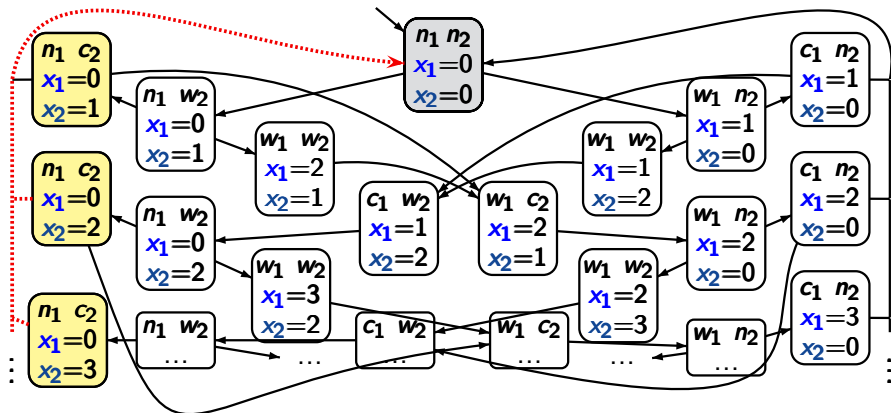 n1 n2
x1=0
x2=0
n1 c2
x1=0
x2=1
c1 n2
x1=1
x2=0
n1 w2
x1=0
x2=1
w1 n2
x1=1
x2=0
w1 w2
x1=2
x2=1
w1 w2
x1=1
x2=2
n1 c2
x1=0
x2=2
c1 n2
x1=2
x2=0
c1 w2
x1=1
x2=2
w1 c2
x1=2
x2=1
n1 w2
x1=0
x2=2
w1 n2
x1=2
x2=0
w1 w2
x1=3
x2=2
w1 w2
x1=2
x2=3
n1 c2
x1=0
x2=3
c1 n2
x1=3
x2=0
n1 w2
...
...
c1 w2
...
w1 c2
...
...
w1 n2
...
⋮
⋮